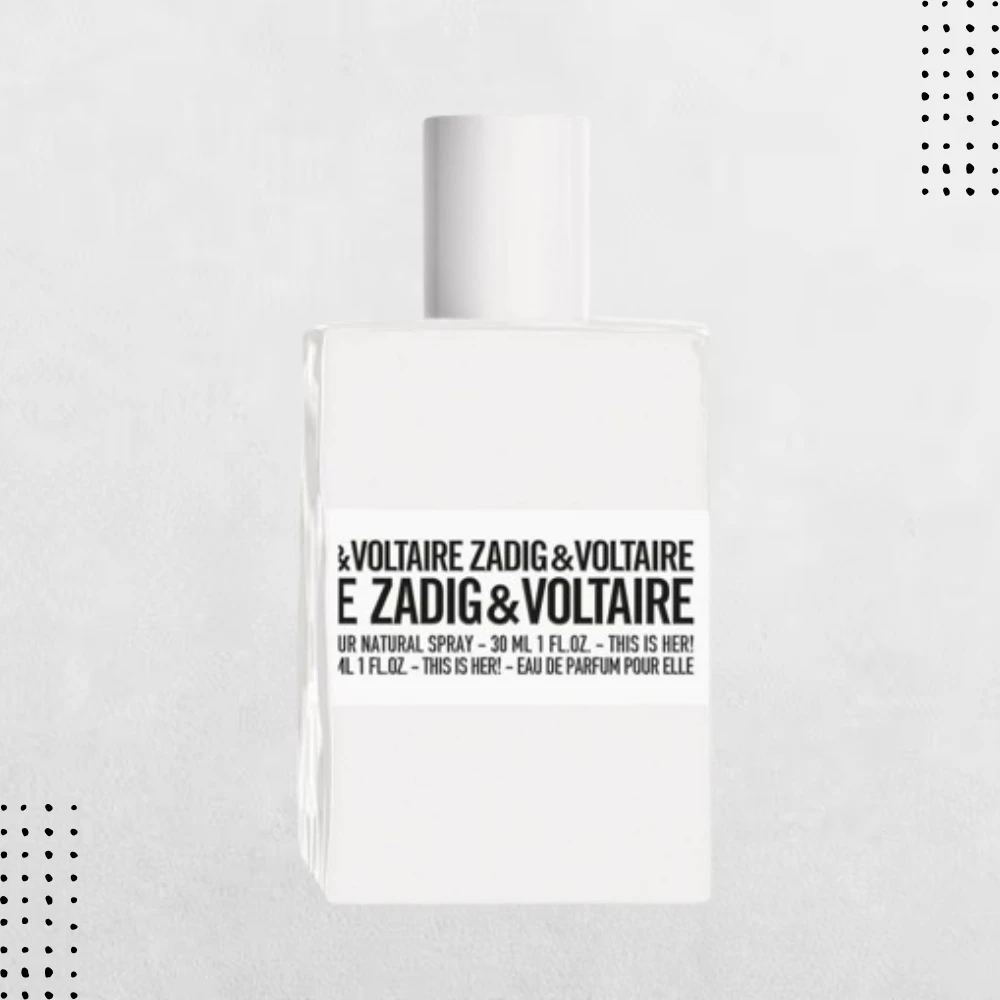 &VOLTAIRE ZADIG&VOLTAIRE
E ZADIG&VOLTAIRE
UR NATURAL SPRAY – 30 ML 1 FL.OZ. – THIS IS HER!
ML 1 FL.OZ. – THIS IS HER! – EAU DE PARFUM POUR ELLE